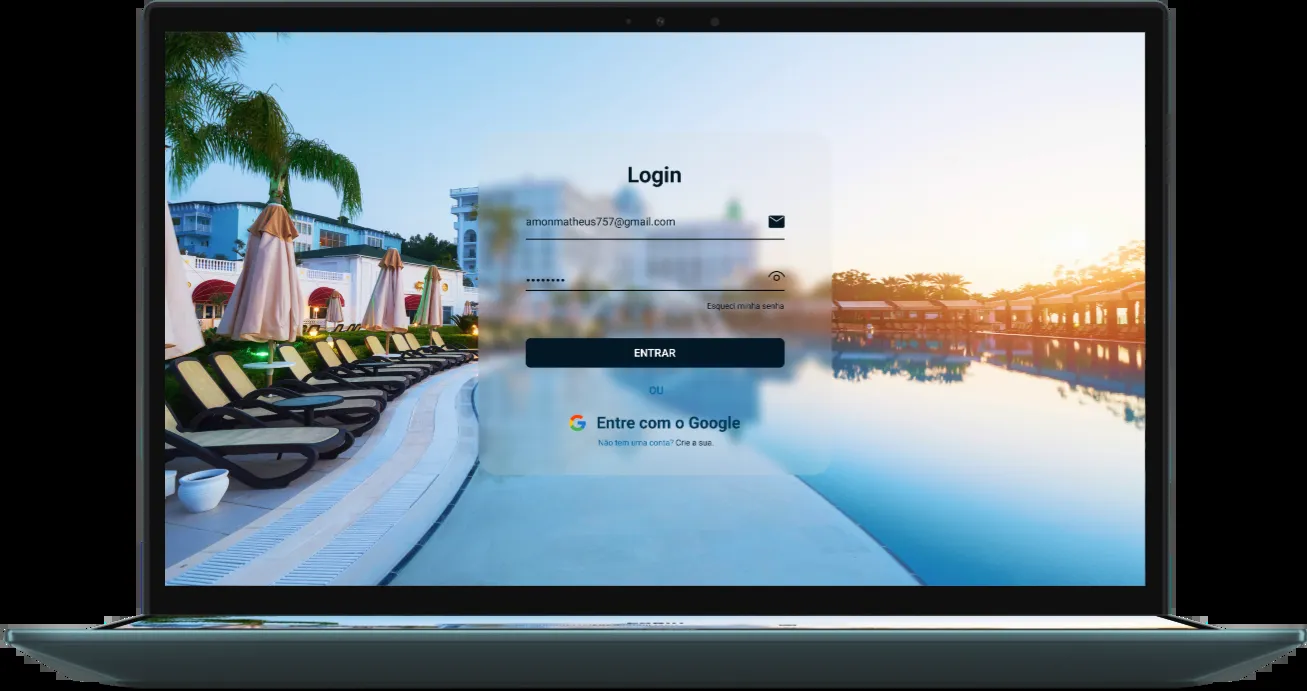 Login
amonmatheus757@gmail.com
Esqueci minha senha
ENTRAR
OU
Entre com o Google
Não tem uma conta? Crie a sua.